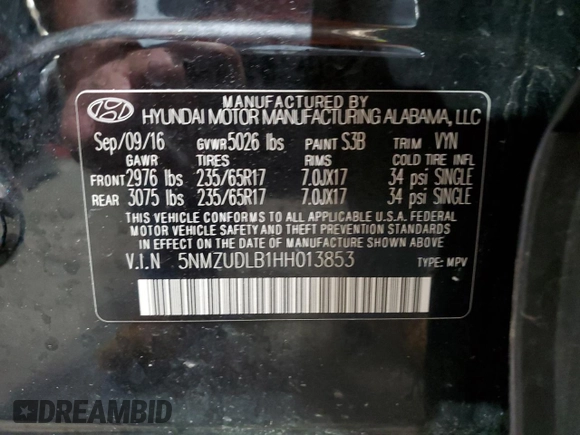 MANUFACTURED BY
HYUNDAI MOTOR MANUFACTURING ALABAMA, LLC
Sep/09/16 GVWR 5026 lbs PAINT S3B TRIM VYN
GAWR TIRES RIMS COLD TIRE INFL
FRONT 2976 lbs 235/65R17 7.0JX17 34 psi SINGLE
REAR 3075 lbs 235/65R17 7.0JX17 34 psi SINGLE
THIS VEHICLE CONFORMS TO ALL APPLICABLE U.S.A. FEDERAL
MOTOR VEHICLE SAFETY AND THEFT PREVENTION STANDARDS
IN EFFECT ON THE DATE OF MANUFACTURE SHOWN ABOVE.
V.I.N 5NMZUDLB1HH013853 TYPE: MPV
DREAMBID